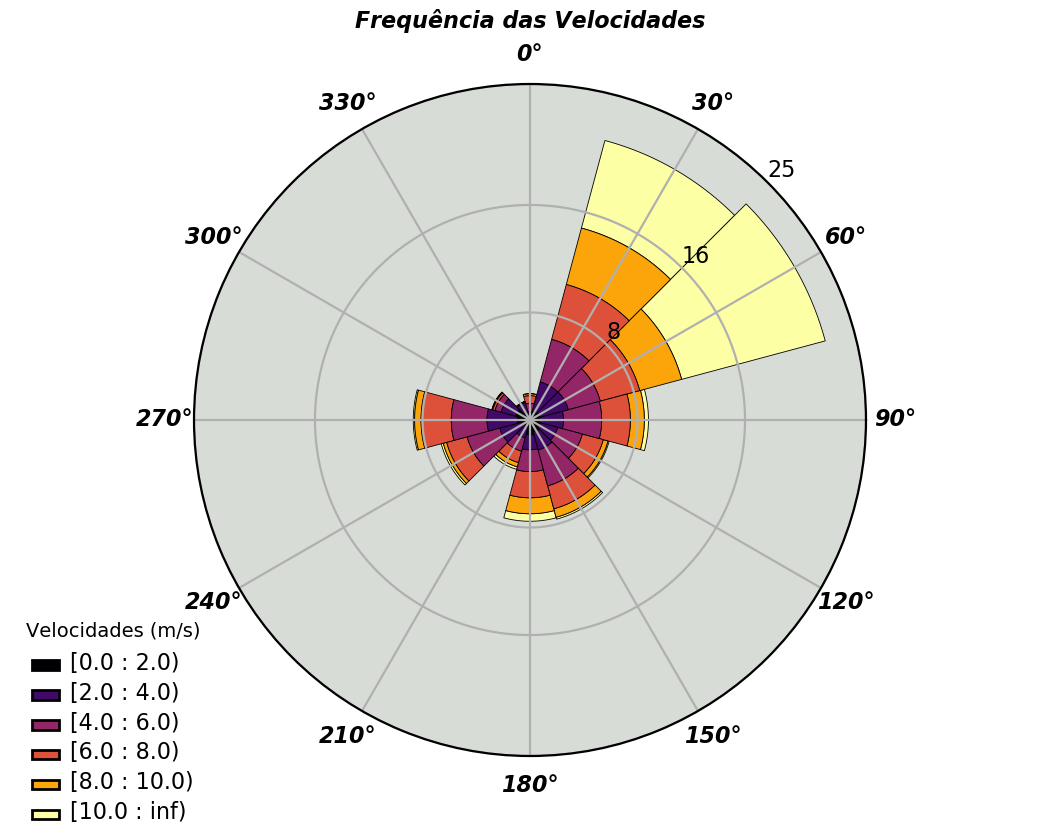 Frequência das Velocidades
0°
330°
30°
25
300°
60°
16
8
270°
90°
240°
120°
Velocidades (m/s)
[0.0 : 2.0)
[2.0 : 4.0)
[4.0 : 6.0)
210°
150°
[6.0 : 8.0)
[8.0 : 10.0)
180°
[10.0 : inf)